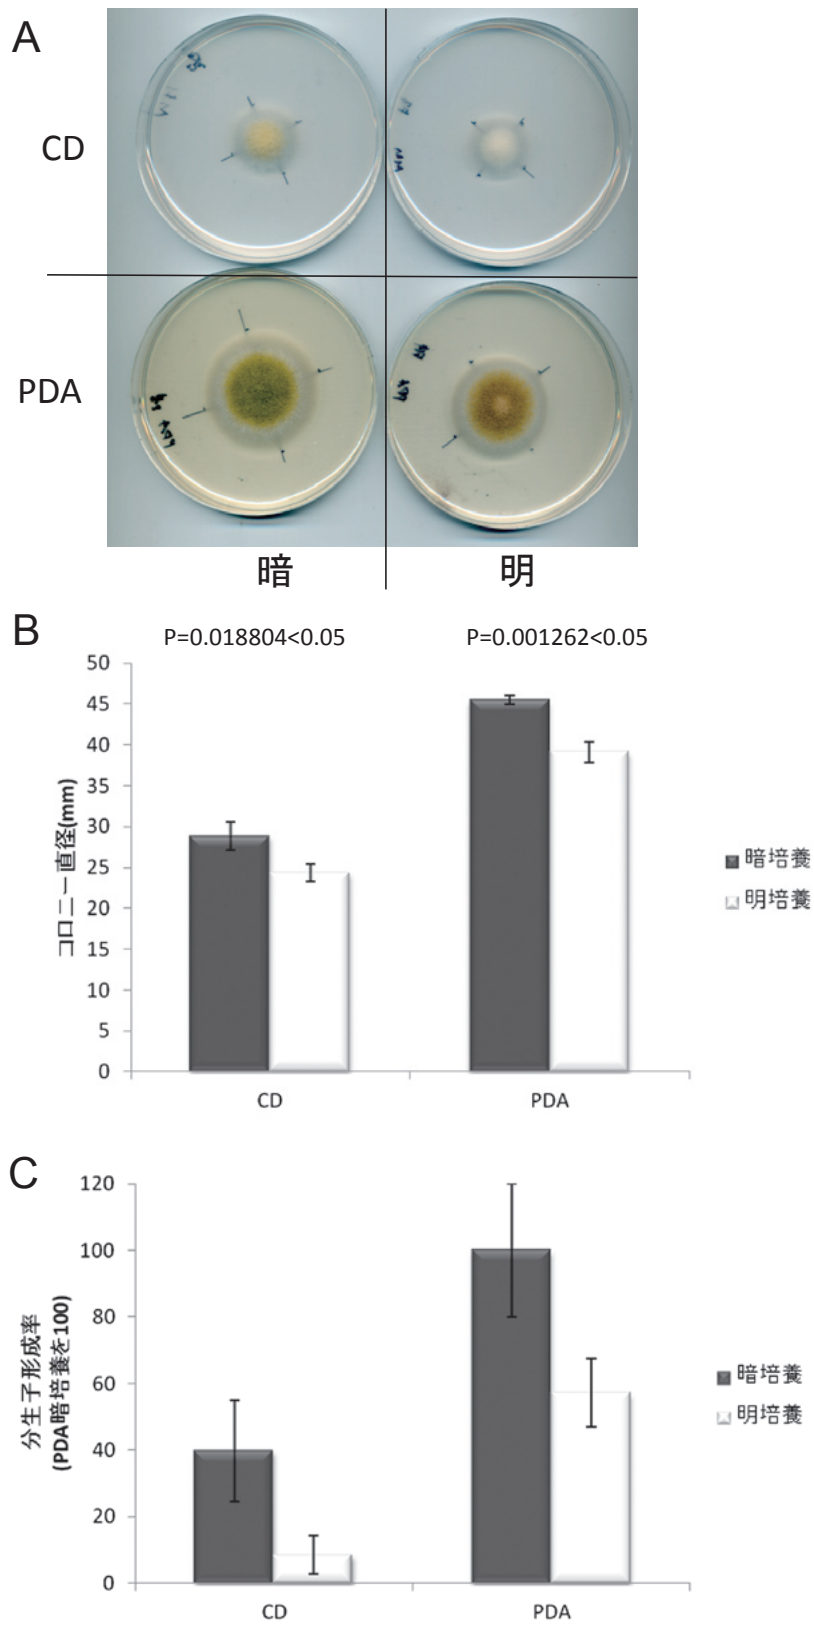 A
CD
PDA
暗
明
B
P=0.018804<0.05
P=0.001262<0.05
50
45
40
35
30
25
20
15
10
5
0
コロニー直径(mm)
CD
PDA
暗培養
明培養
C
120
100
80
60
40
20
0
分生子形成率
(PDA暗培養を100)
CD
PDA
暗培養
明培養